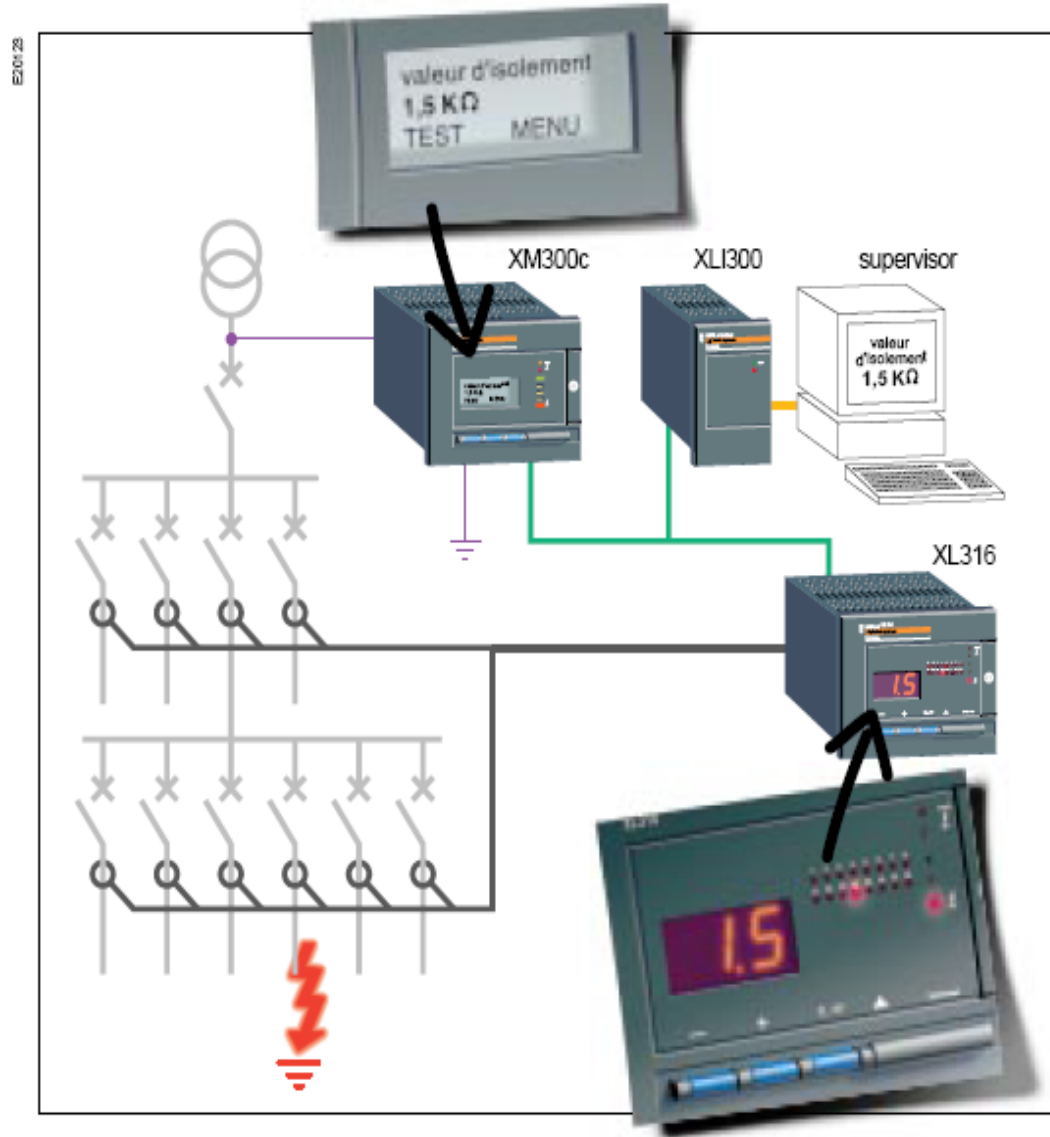 E20129
valeur d'isolement
1,5 KΩ
TEST MENU
XM300c
XLI300
supervisor
valeur
d'isolement
1,5 KΩ
XL316
1.5
1.5